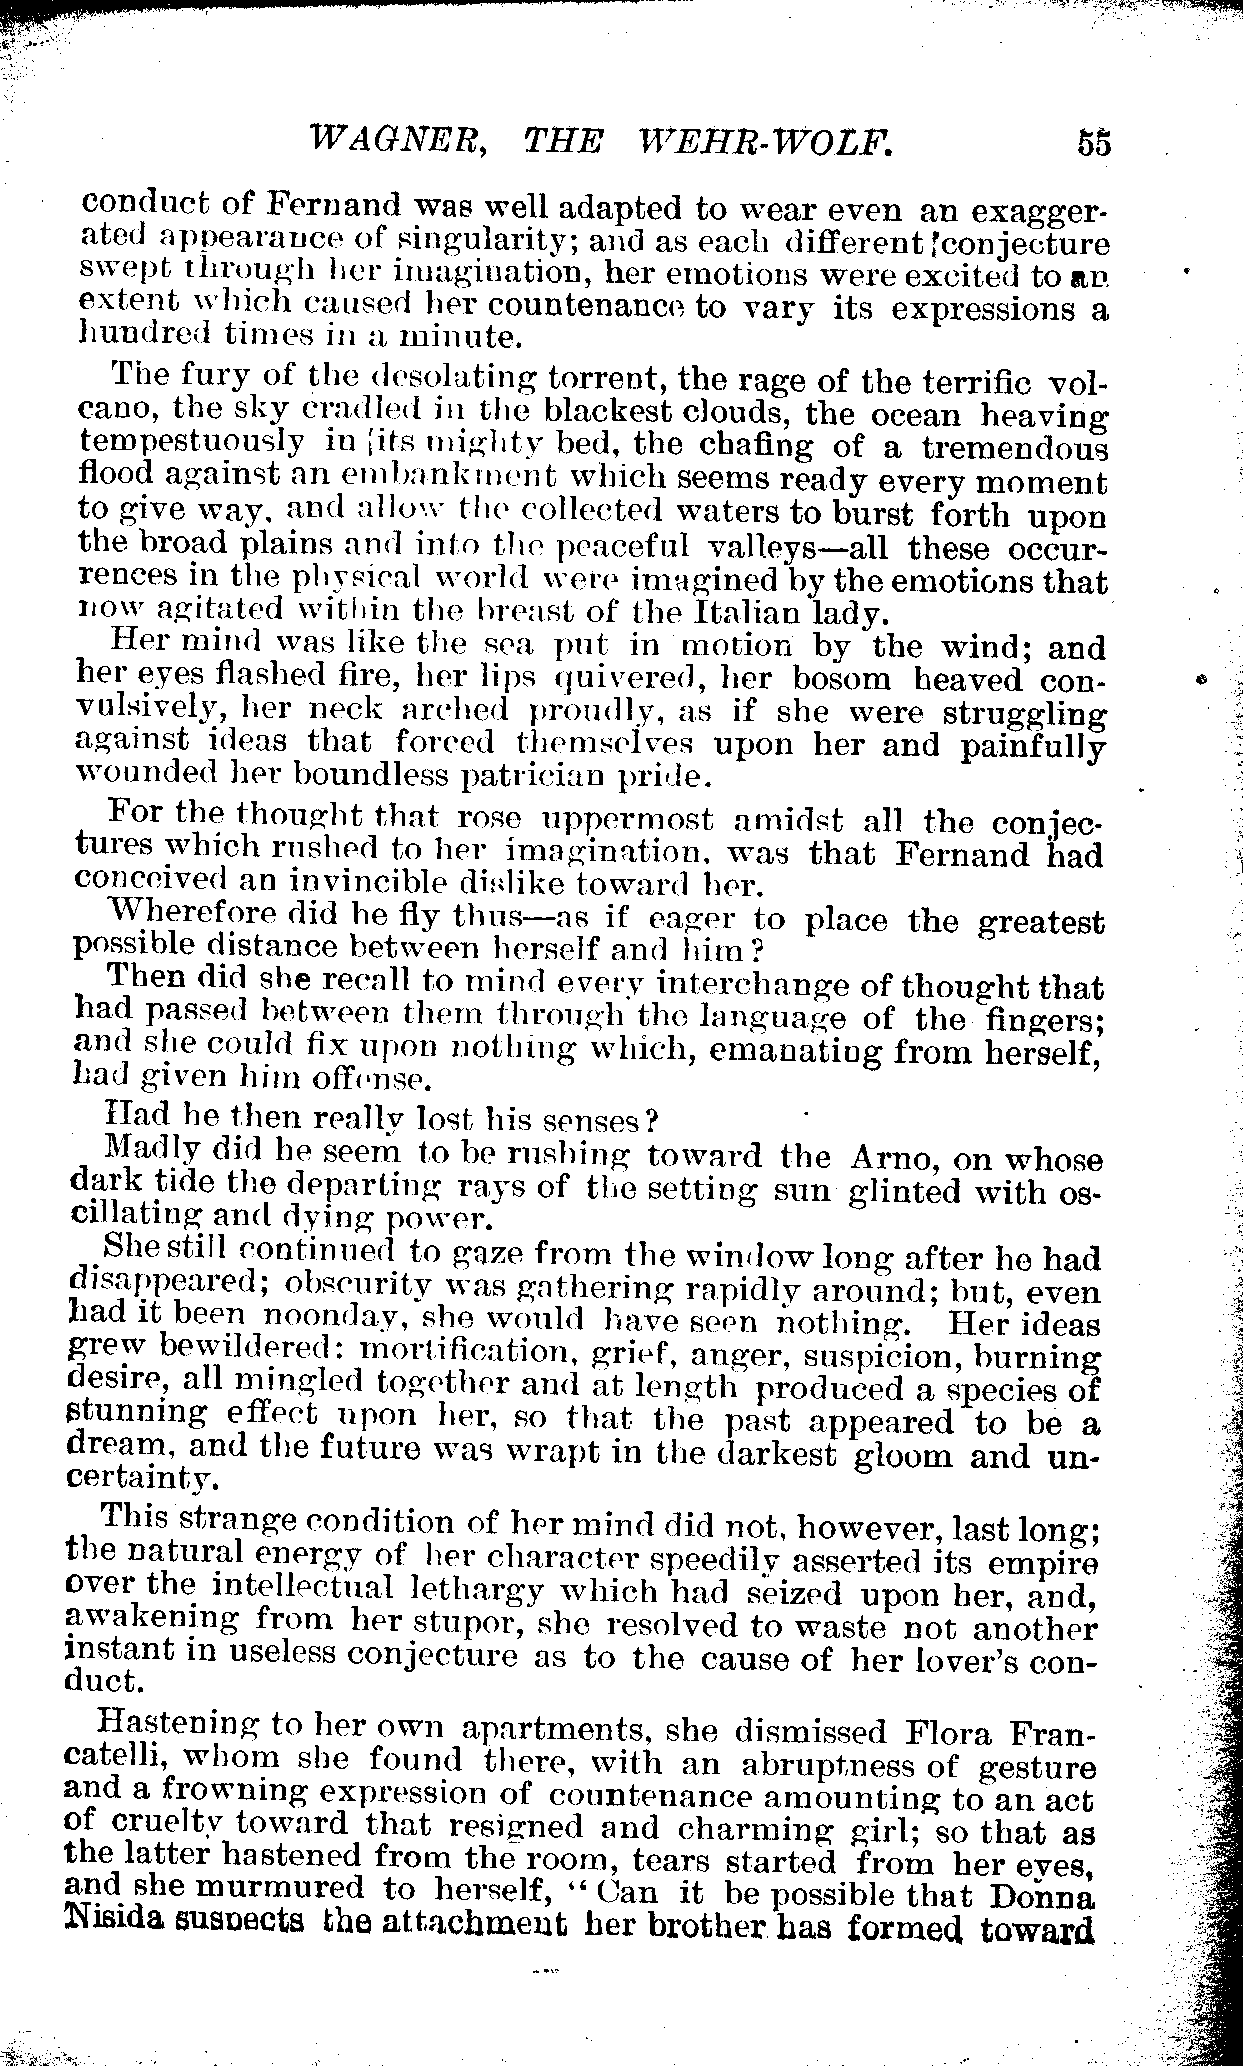 WAGNER, THE WEHR-WOLF. 55
conduct of Fernand was well adapted to wear even an exagger-
ated appearance of singularity; and as each different conjecture
swept through her imagination, her emotions were excited to an
extent which caused her countenance to vary its expressions a
hundred times in a minute.
The fury of the desolating torrent, the rage of the terrific vol-
cano, the sky cradled in the blackest clouds, the ocean heaving
tempestuously in its mighty bed, the chafing of a tremendous
flood against an embankment which seems ready every moment
to give way, and allow the collected waters to burst forth upon
the broad plains and into the peaceful valleys—all these occur-
rences in the physical world were imagined by the emotions that
now agitated within the breast of the Italian lady.
Her mind was like the sea put in motion by the wind; and
her eyes flashed fire, her lips quivered, her bosom heaved con-
vulsively, her neck arched proudly, as if she were struggling
against ideas that forced themselves upon her and painfully
wounded her boundless patrician pride.
For the thought that rose uppermost amidst all the conjec-
tures which rushed to her imagination, was that Fernand had
conceived an invincible dislike toward her.
Wherefore did he fly thus—as if eager to place the greatest
possible distance between herself and him?
Then did she recall to mind every interchange of thought that
had passed between them through the language of the fingers;
and she could fix upon nothing which, emanating from herself,
had given him offense.
Had he then really lost his senses?
Madly did he seem to be rushing toward the Arno, on whose
dark tide the departing rays of the setting sun glinted with os-
cillating and dying power.
She still continued to gaze from the window long after he had
disappeared; obscurity was gathering rapidly around; but, even
had it been noonday, she would have seen nothing. Her ideas
grew bewildered: mortification, grief, anger, suspicion, burning
desire, all mingled together and at length produced a species of
stunning effect upon her, so that the past appeared to be a
dream, and the future was wrapt in the darkest gloom and un-
certainty.
This strange condition of her mind did not, however, last long;
the natural energy of her character speedily asserted its empire
over the intellectual lethargy which had seized upon her, and,
awakening from her stupor, she resolved to waste not another
instant in useless conjecture as to the cause of her lover's con-
duct.
Hastening to her own apartments, she dismissed Flora Fran-
catelli, whom she found there, with an abruptness of gesture
and a frowning expression of countenance amounting to an act
of cruelty toward that resigned and charming girl; so that as
the latter hastened from the room, tears started from her eyes,
and she murmured to herself, "Can it be possible that Donna
Nisida suspects the attachment her brother has formed toward